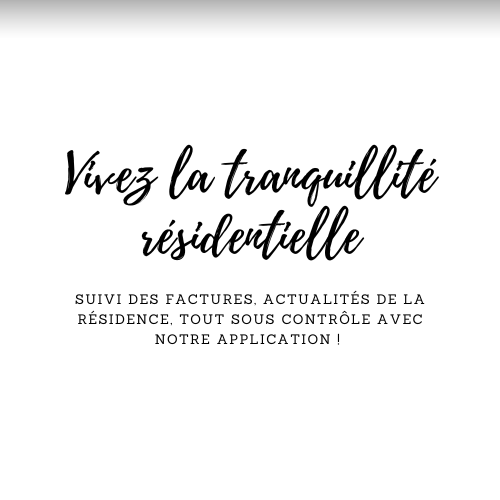 Vivez la tranquillité
résidentielle
SUIVI DES FACTURES, ACTUALITÉS DE LA
RÉSIDENCE, TOUT SOUS CONTRÔLE AVEC
NOTRE APPLICATION !